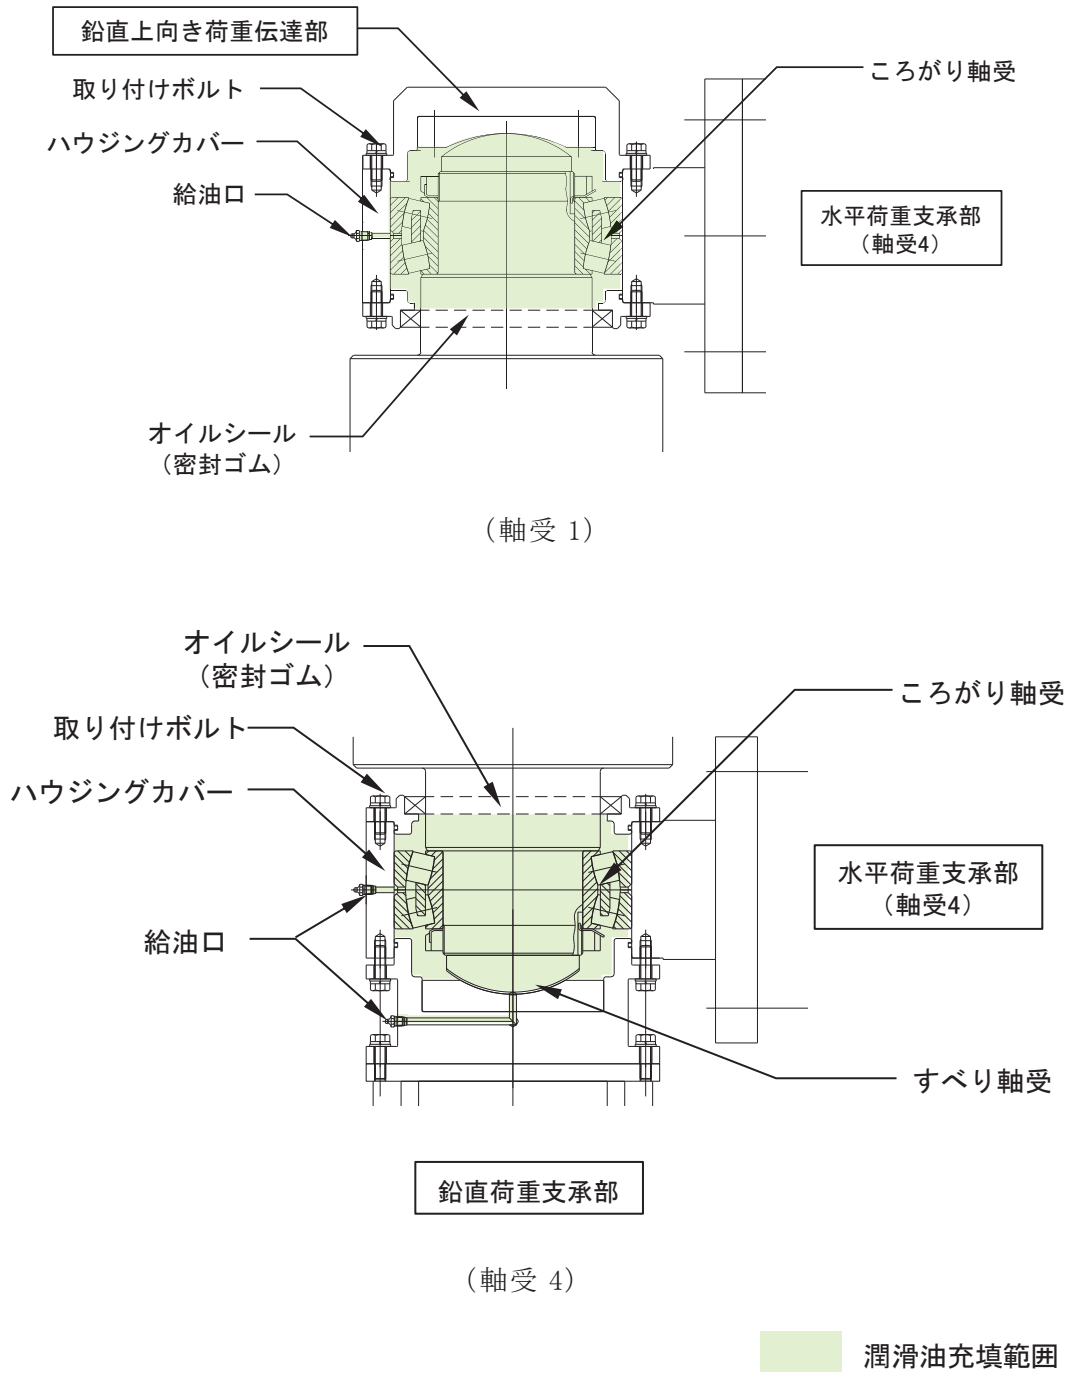 鉛直上向き荷重伝達部
取り付けボルト
ころがり軸受
ハウジングカバー
給油口
水平荷重支承部
（軸受4）
オイルシール
（密封ゴム）
（軸受 1）
オイルシール
（密封ゴム）
ころがり軸受
取り付けボルト
ハウジングカバー
水平荷重支承部
（軸受4）
給油口
すべり軸受
鉛直荷重支承部
（軸受 4）
潤滑油充填範囲